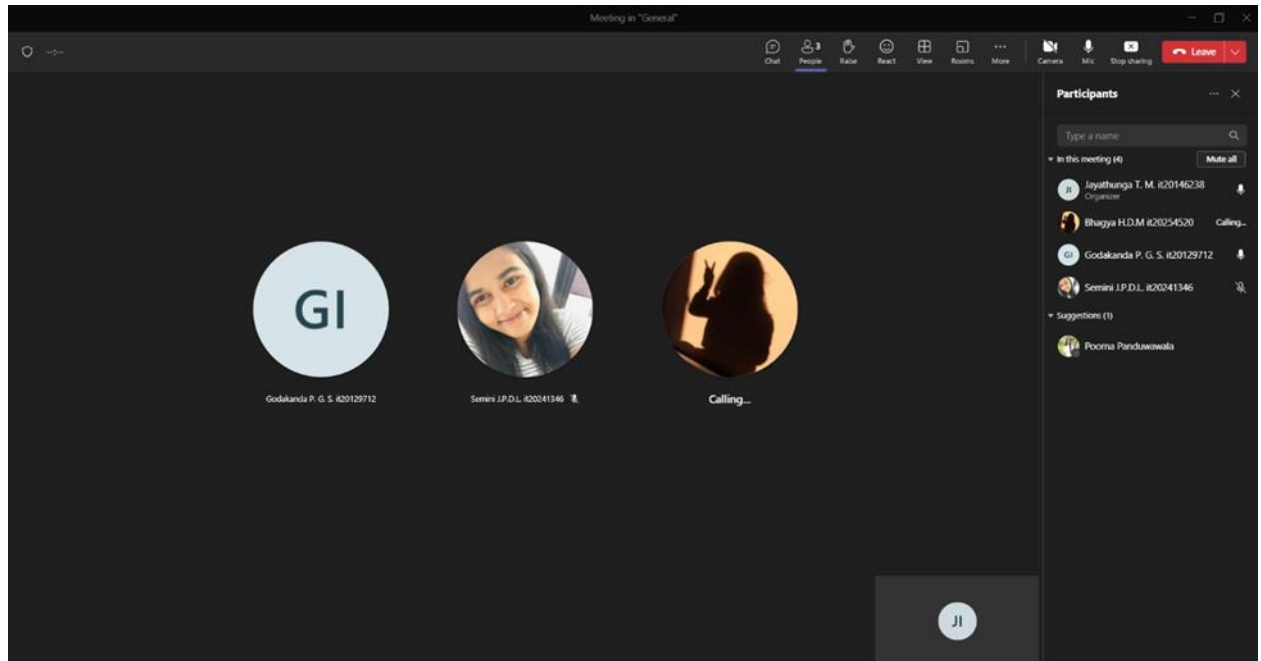 Meeting in "General"
--:--
Chat
People 3
Raise
React
View
Rooms
More
Camera
Mic
Stop sharing
Leave
Participants
Type a name
In this meeting (4)
Mute all
JI
Jayathunga T. M. it20146238
Organizer
Bhagya H.D.M it20254520
Calling...
GI
Godakanda P. G. S. it20129712
Semini J.P.D.L. it20241346
Suggestions (1)
Poorna Panduwawala
GI
Godakanda P. G. S. it20129712
Semini J.P.D.L. it20241346
Calling...
JI